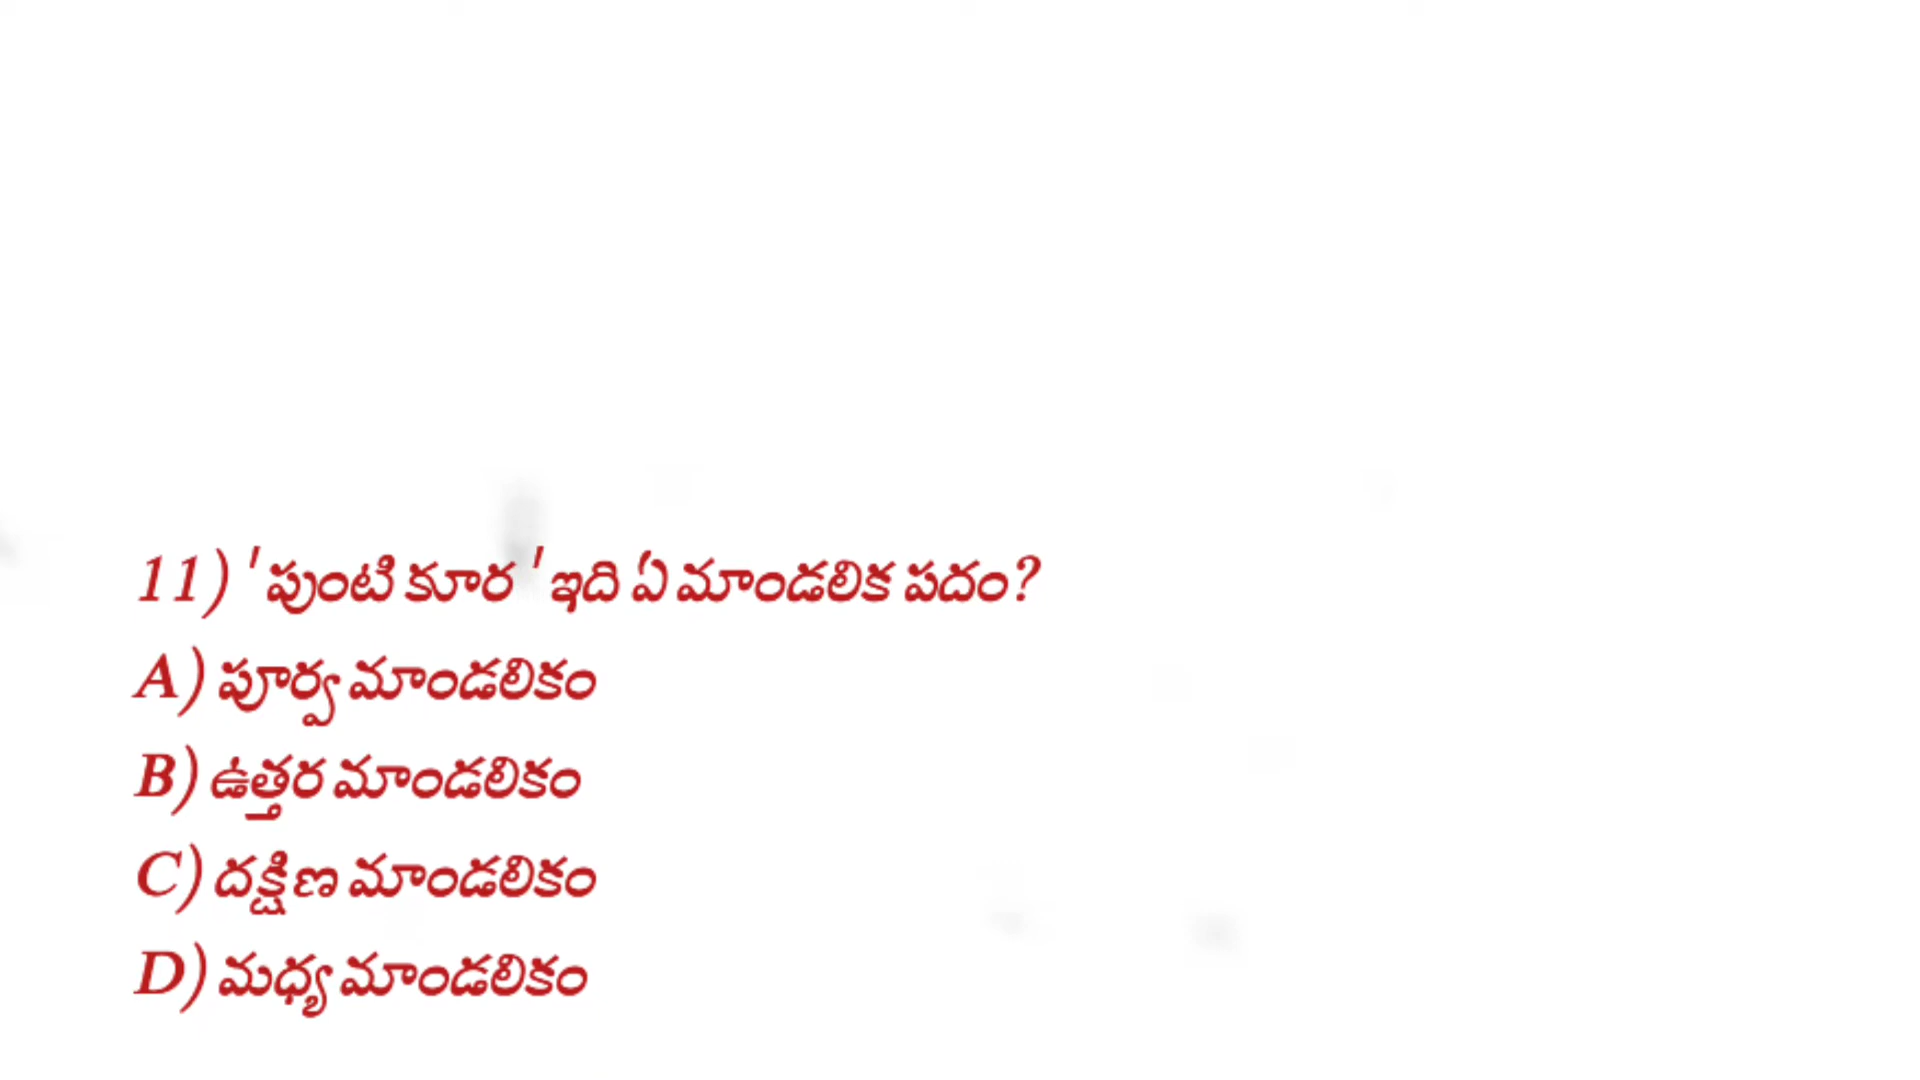 11) 'పుంటి కూర 'ఇది ఏ మాండలిక పదం?
A) పూర్వ మాండలికం
B) ఉత్తర మాండలికం
C) దక్షిణ మాండలికం
D) మధ్య మాండలికం